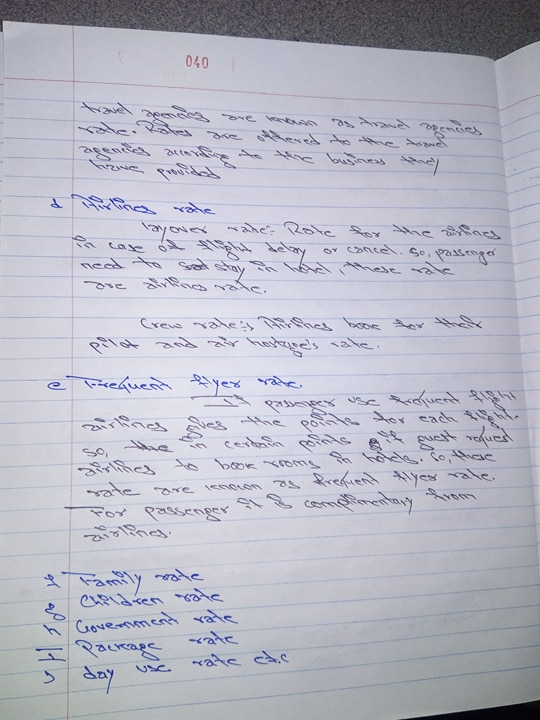 040
travel agencies are known as travel agencies
rate. Rates are offered to the travel
agencies according to the business they
have provided
d Airlines rate
layover rate:- Rate for the airlines
in case of flight delay or cancel. So, passenger
need to stay in hotel, these rate
are airlines rate.
Crew rate:- Airlines book for their
pilot and air hostges's rate.
e Frequent flyer rate.
If passenger use frequent flight
airlines gives the points for each flight.
So, the in certain points if guest request
airlines to book rooms in hotels. So, these
rate are known as frequent flyer rate.
For passenger it is complimentary from
airlines.
f Family rate
g Children rate
h Government rate
I Package rate
J day use rate etc